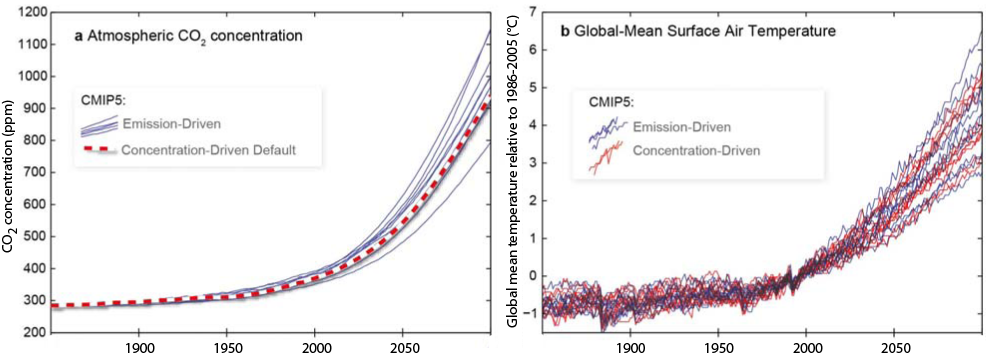 a Atmospheric CO₂ concentration
CO₂ concentration (ppm)
1200
1100
1000
900
800
700
600
500
400
300
200
CMIP5:
Emission-Driven
Concentration-Driven Default
1900
1950
2000
2050
b Global-Mean Surface Air Temperature
Global mean temperature relative to 1986-2005 (°C)
7
6
5
4
3
2
1
0
−1
CMIP5:
Emission-Driven
Concentration-Driven
1900
1950
2000
2050